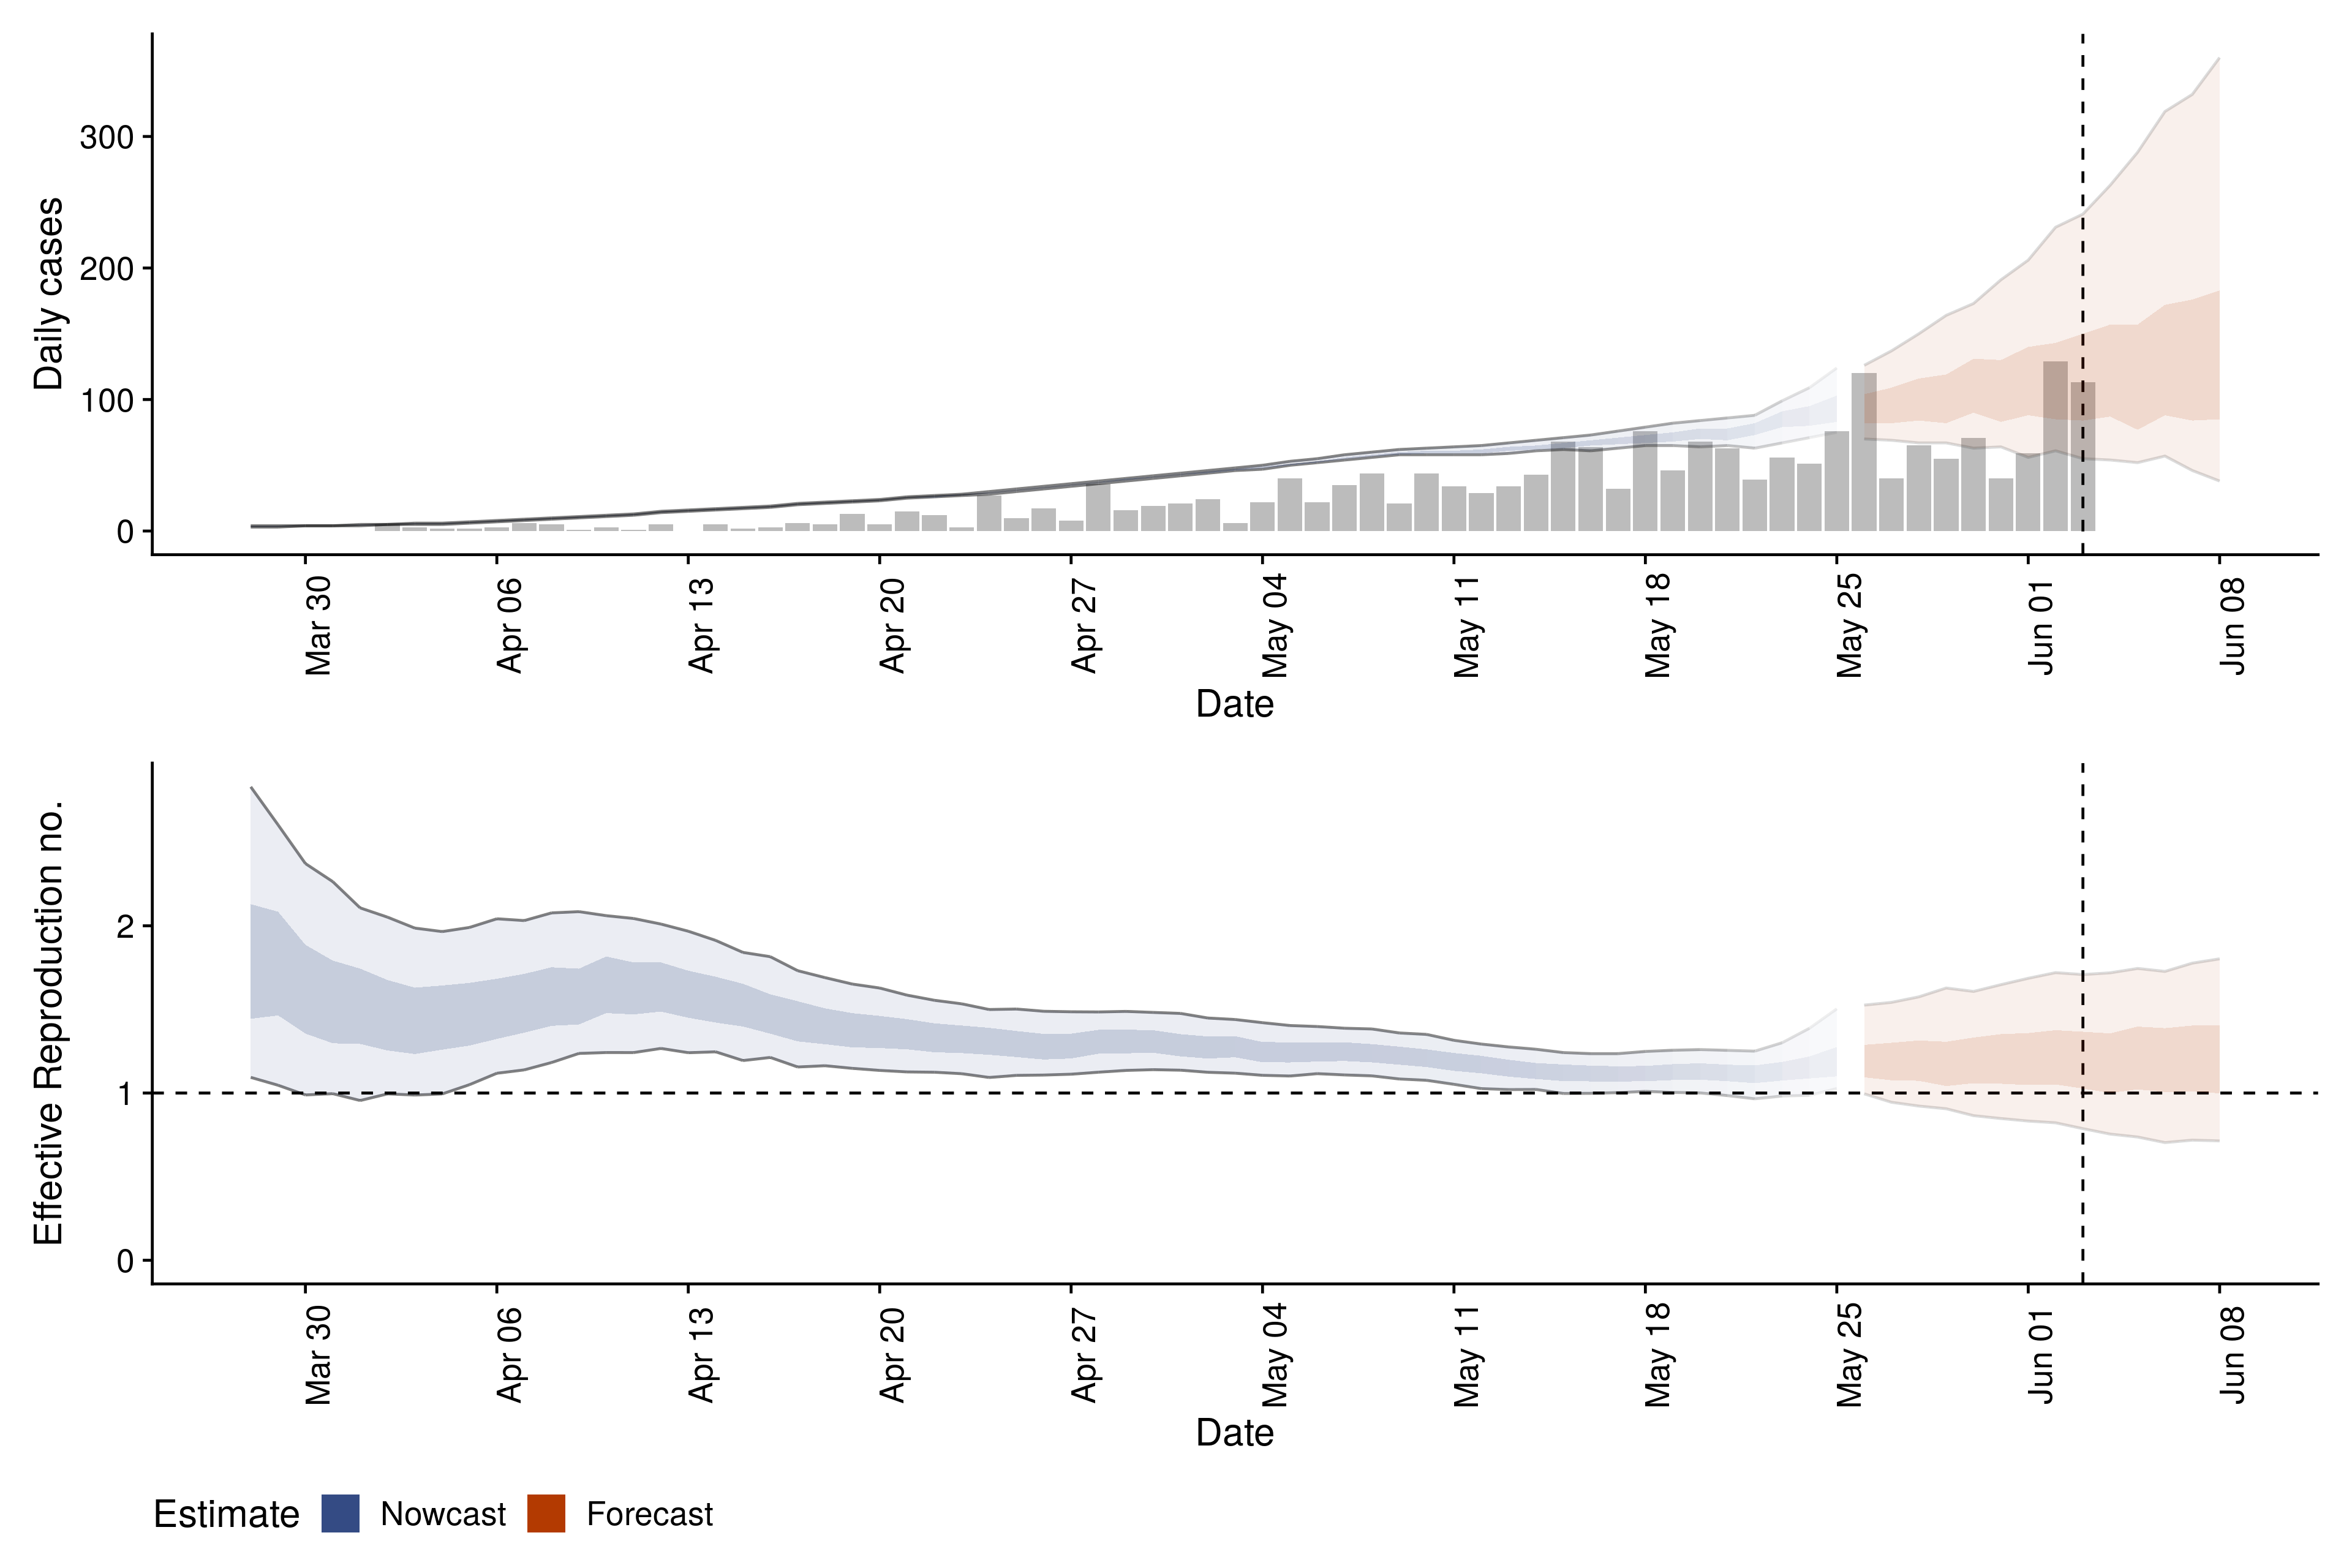 Daily cases
300
200
100
0
Mar 30
Apr 06
Apr 13
Apr 20
Apr 27
May 04
May 11
May 18
May 25
Jun 01
Jun 08
Date
Effective Reproduction no.
2
1
0
Mar 30
Apr 06
Apr 13
Apr 20
Apr 27
May 04
May 11
May 18
May 25
Jun 01
Jun 08
Date
Estimate Nowcast Forecast